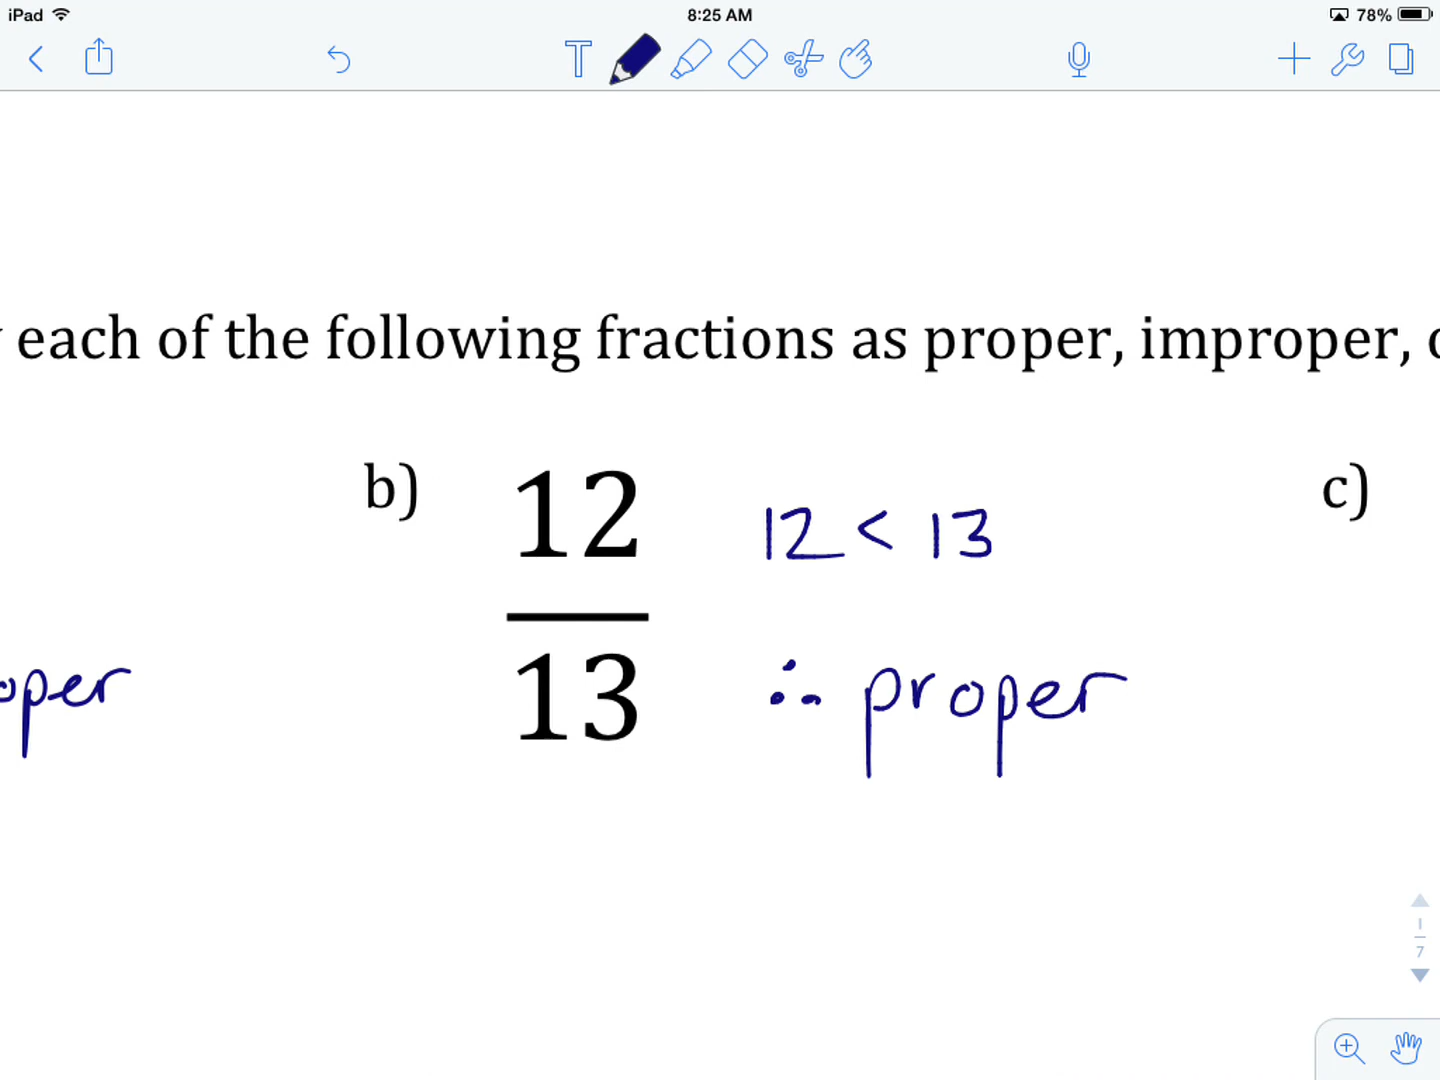 iPad 8:25 AM 78%
T
each of the following fractions as proper, improper,
b) 12/13 12 < 13 c)
oper ∴ proper
1/7